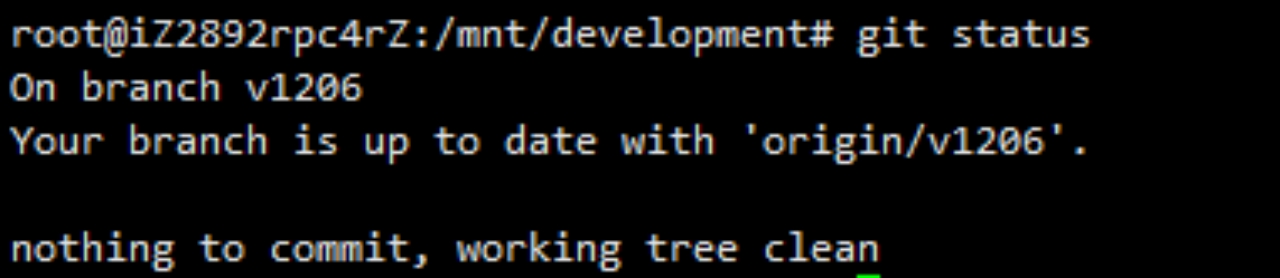 root@iZ2892rpc4rZ:/mnt/development# git status
On branch v1206
Your branch is up to date with 'origin/v1206'.
nothing to commit, working tree clean